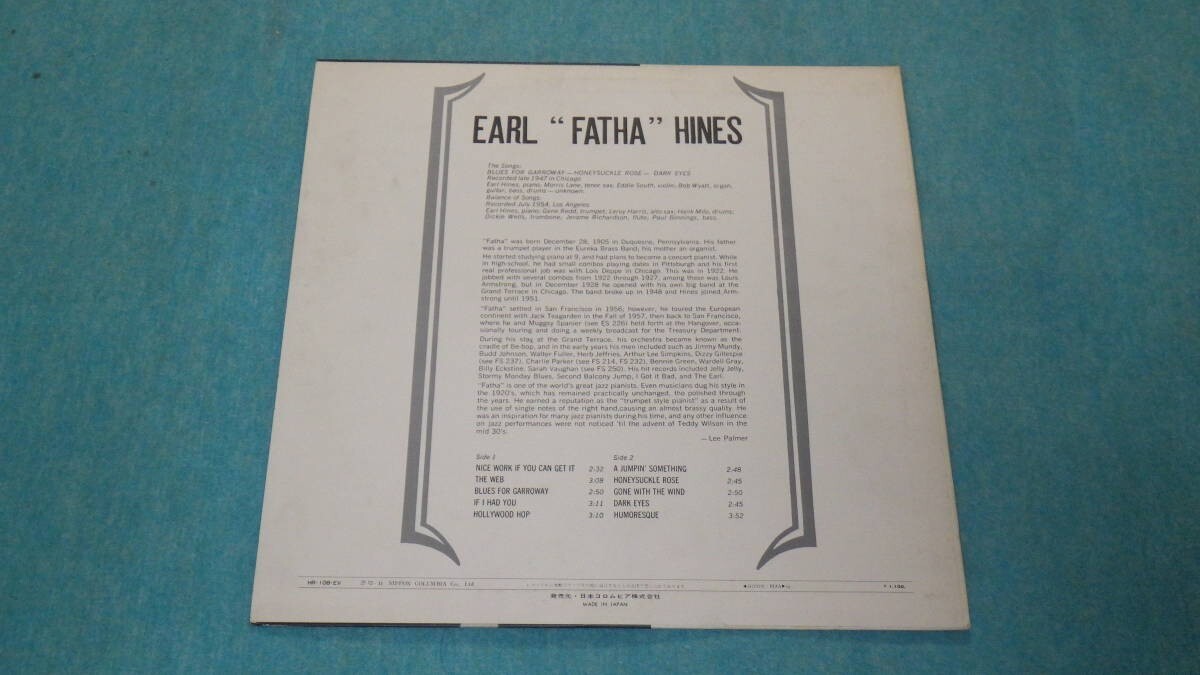 EARL "FATHA" HINES
The Songs:
BLUES FOR GARROWAY — HONEYSUCKLE ROSE — DARK EYES
Recorded late 1947 in Chicago
Earl Hines, piano; Morris Lane, tenor sax; Eddie South, violin; Bob Wyatt, organ,
guitar, bass, drums — unknown.
Balance of Songs:
Recorded July 1954, Los Angeles
Earl Hines, piano; Gene Redd, trumpet; Leroy Harris, alto sax; Hank Milo, drums;
Dickie Wells, trombone; Jerome Richardson, flute; Paul Binnings, bass.
"Fatha" was born December 28, 1905 in Duquesne, Pennsylvania. His father
was a trumpet player in the Eureka Brass Band, his mother an organist.
He started studying piano at 9, and had plans to become a concert pianist. While
in high-school, he had small combos playing dates in Pittsburgh and his first
real professional job was with Lois Deppe in Chicago. This was in 1922. He
jobbed with several combos from 1922 through 1927, among those was Louis
Armstrong, but in December 1928 he opened with his own big band at the
Grand Terrace in Chicago. The band broke up in 1948 and Hines joined Arm-
strong until 1951.
"Fatha" settled in San Francisco in 1956; however, he toured the European
continent with Jack Teagarden in the Fall of 1957, then back to San Francisco,
where he and Muggsy Spanier (see ES 226) held forth at the Hangover, occa-
sionally touring and doing a weekly broadcast for the Treasury Department.
During his stay at the Grand Terrace, his orchestra became known as the
cradle of Be-bop, and in the early years his men included such as Jimmy Mundy,
Budd Johnson, Walter Fuller, Herb Jeffries, Arthur Lee Simpkins, Dizzy Gillespie
(see FS 237), Charlie Parker (see FS 214, FS 232), Bennie Green, Wardell Gray,
Billy Eckstine, Sarah Vaughan (see FS 250). His hit records included Jelly Jelly,
Stormy Monday Blues, Second Balcony Jump, I Got it Bad, and The Earl.
"Fatha" is one of the world's great jazz pianists. Even musicians dug his style in
the 1920's, which has remained practically unchanged, tho polished through
the years. He earned a reputation as the "trumpet style pianist" as a result of
the use of single notes of the right hand, causing an almost brassy quality. He
was an inspiration for many jazz pianists during his time, and any other influence
on jazz performances were not noticed 'til the advent of Teddy Wilson in the
mid 30's.
—Lee Palmer
Side 1
NICE WORK IF YOU CAN GET IT 2:32
THE WEB 3:08
BLUES FOR GARROWAY 2:50
IF I HAD YOU 3:11
HOLLYWOOD HOP 3:10
Side 2
A JUMPIN' SOMETHING 2:48
HONEYSUCKLE ROSE 2:45
GONE WITH THE WIND 2:50
DARK EYES 2:45
HUMORESQUE 3:52
HR-108-EV NIPPON COLUMBIA Co., Ltd. ¥1,100.
発売元・日本コロムビア株式会社
MADE IN JAPAN